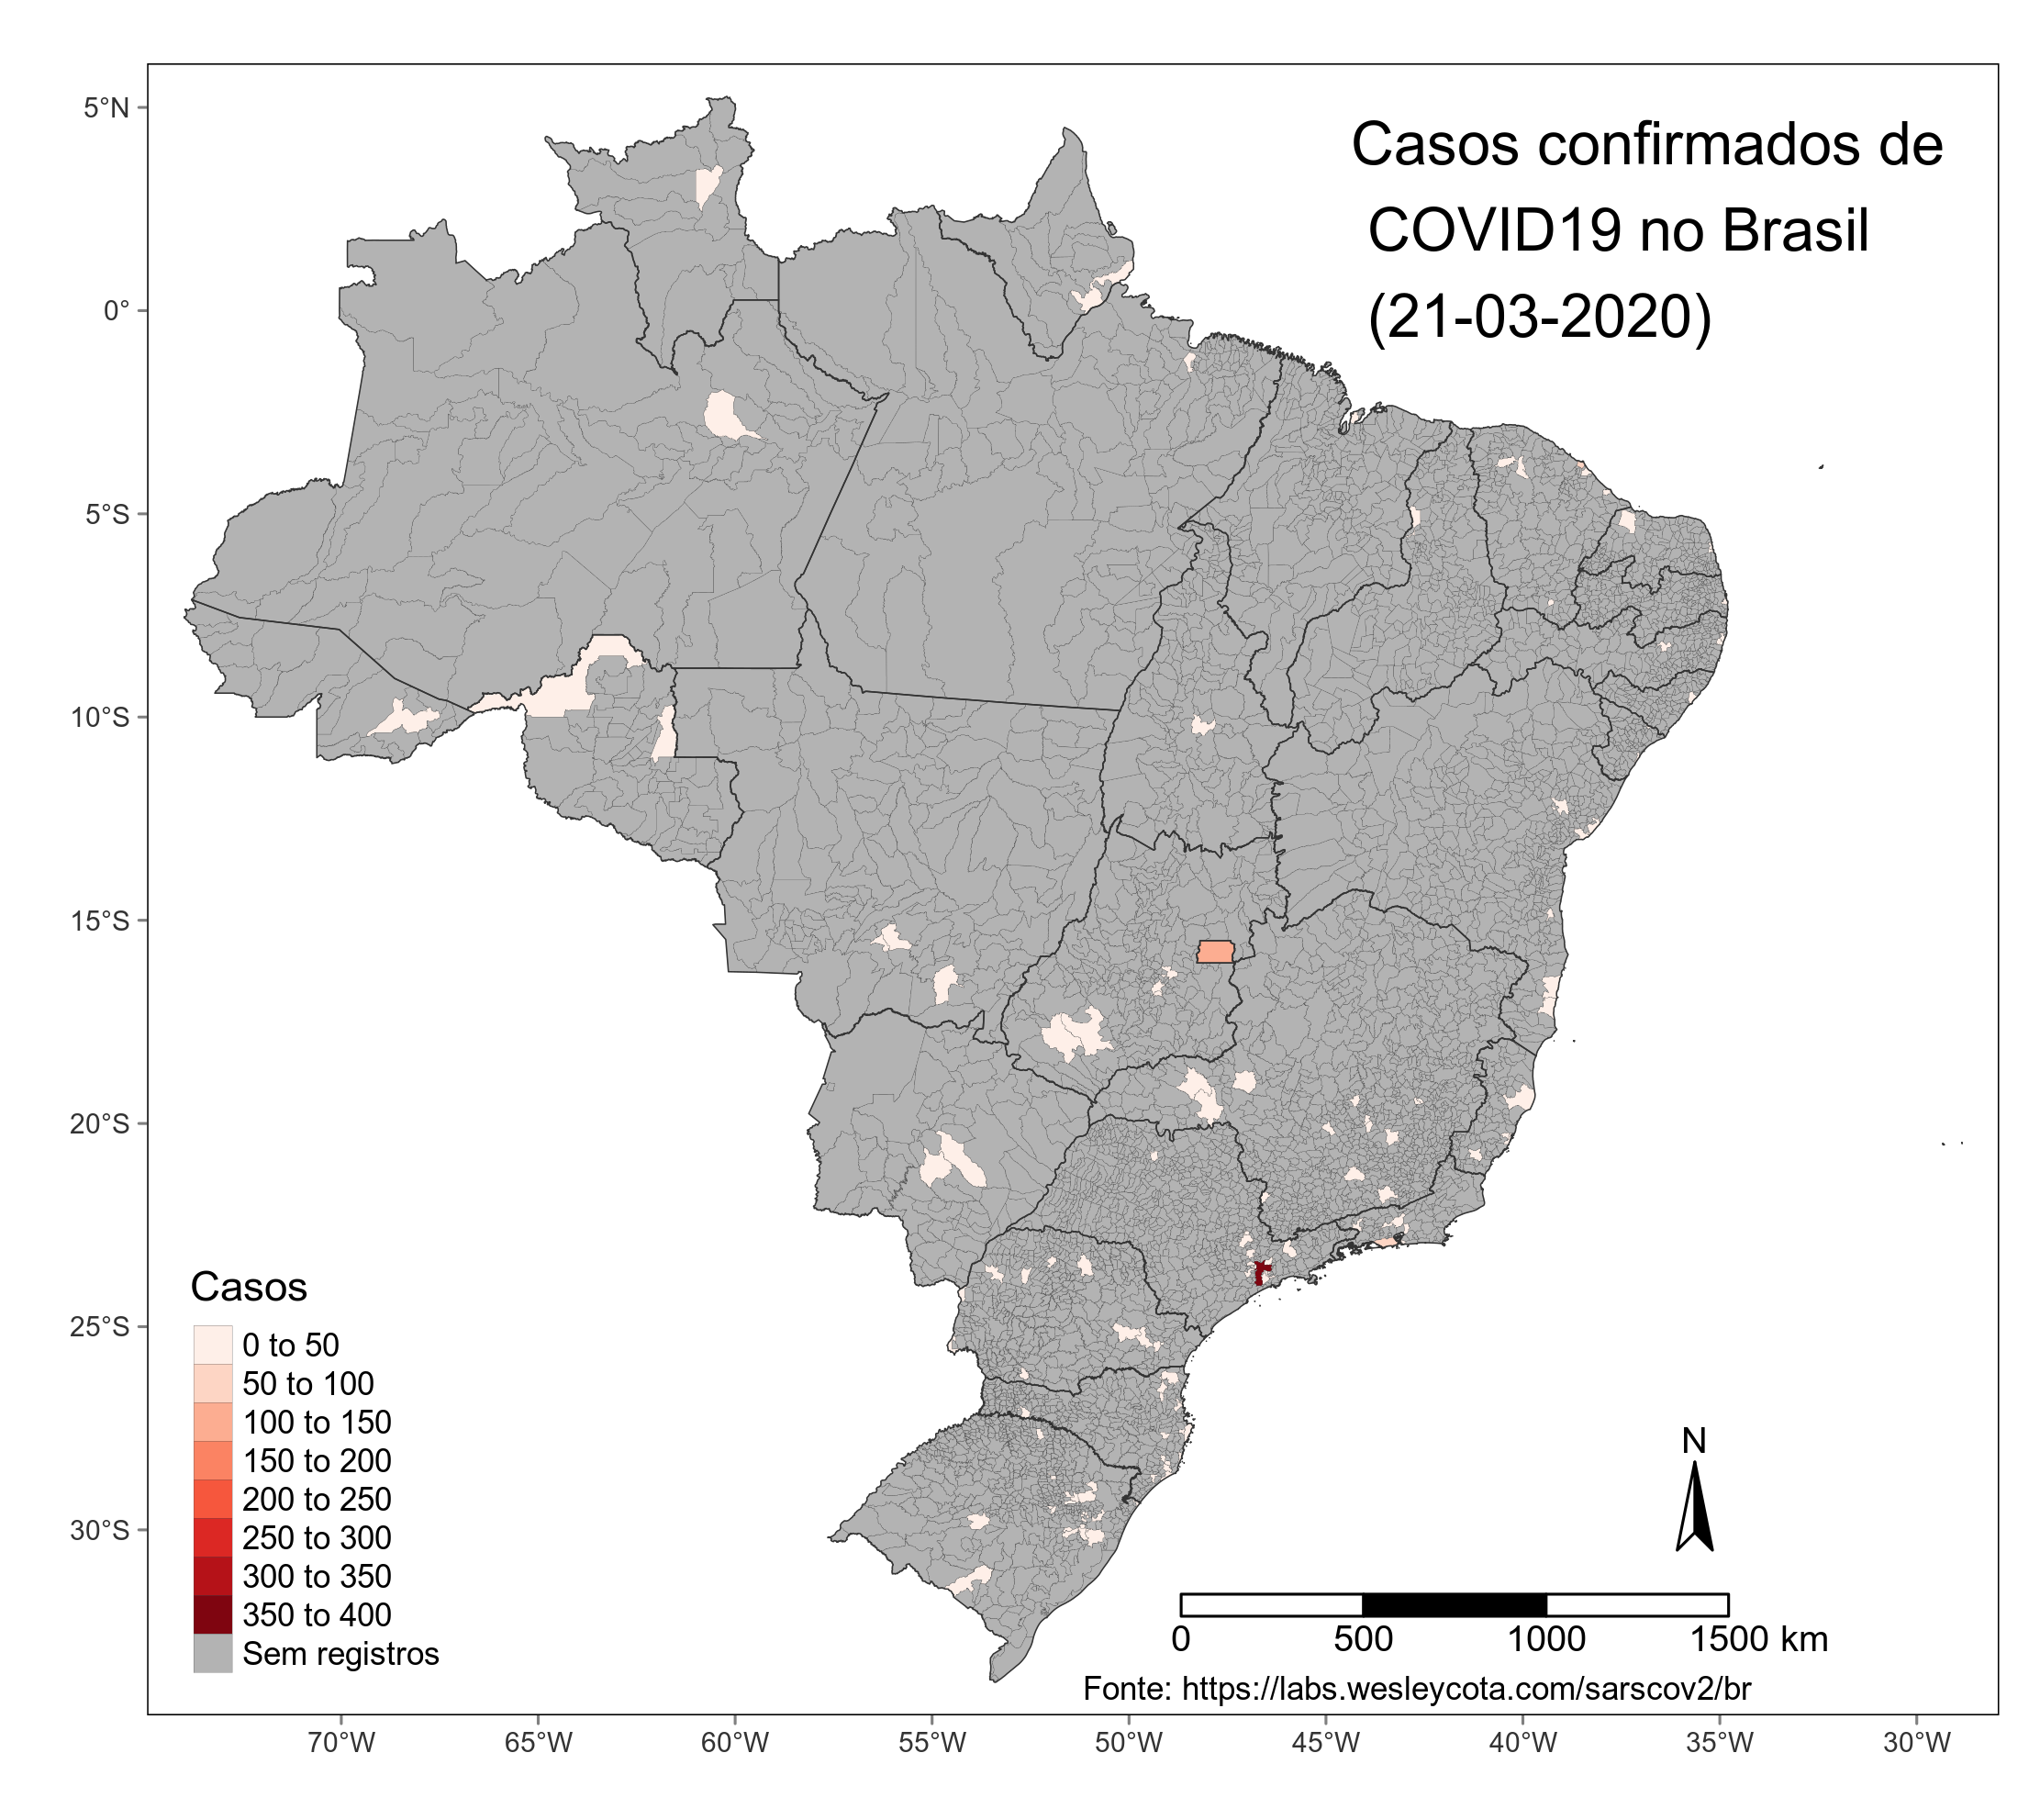 Casos confirmados de
COVID19 no Brasil
(21-03-2020)
5°N
0°
5°S
10°S
15°S
20°S
25°S
30°S
Casos
0 to 50
50 to 100
100 to 150
150 to 200
200 to 250
250 to 300
300 to 350
350 to 400
Sem registros
N
0 500 1000 1500 km
Fonte: https://labs.wesleycota.com/sarscov2/br
70°W 65°W 60°W 55°W 50°W 45°W 40°W 35°W 30°W